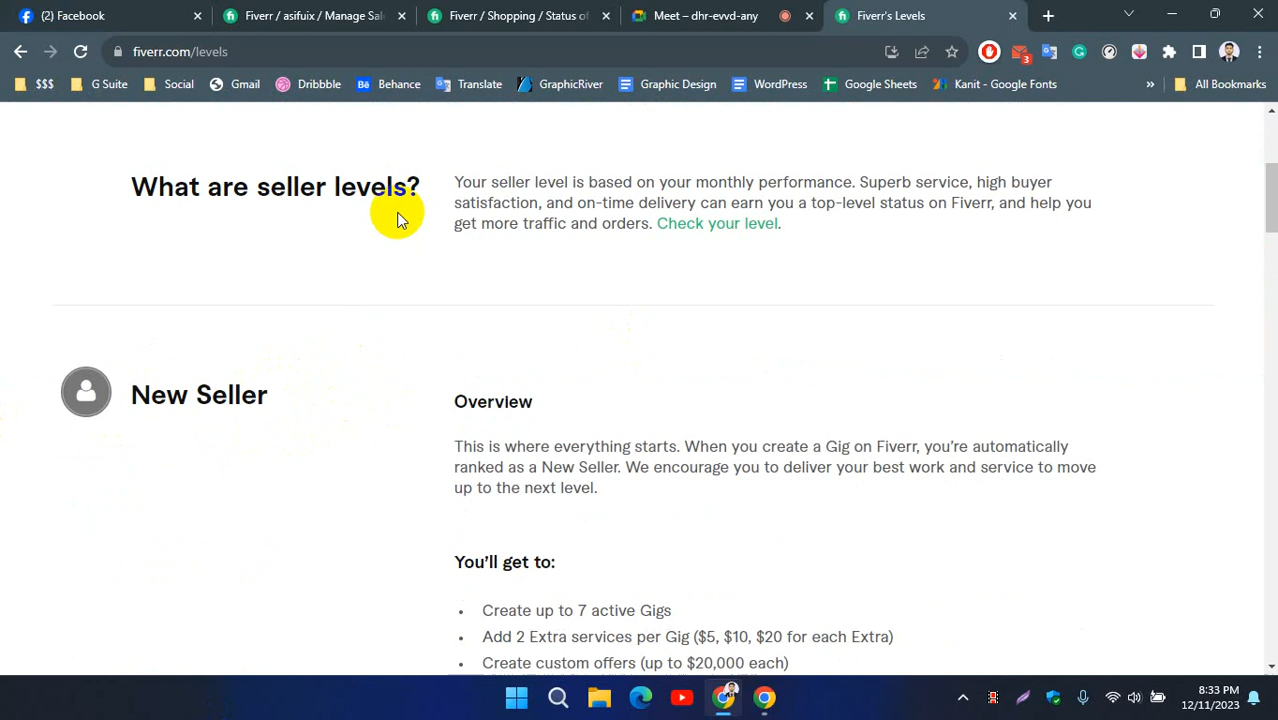 (2) Facebook
Fiverr / asifuix / Manage Sal
Fiverr / Shopping / Status of
Meet – dhr-ervd-any
Fiverr's Levels
fiverr.com/levels
3
$$$
G Suite
Social
Gmail
Dribbble
Bē Behance
Translate
GraphicRiver
Graphic Design
WordPress
Google Sheets
Kanit - Google Fonts
»
All Bookmarks
What are seller levels?
Your seller level is based on your monthly performance. Superb service, high buyer
satisfaction, and on-time delivery can earn you a top-level status on Fiverr, and help you
get more traffic and orders. Check your level.
New Seller
Overview
This is where everything starts. When you create a Gig on Fiverr, you're automatically
ranked as a New Seller. We encourage you to deliver your best work and service to move
up to the next level.
You'll get to:
• Create up to 7 active Gigs
• Add 2 Extra services per Gig ($5, $10, $20 for each Extra)
• Create custom offers (up to $20,000 each)
8:33 PM
12/11/2023